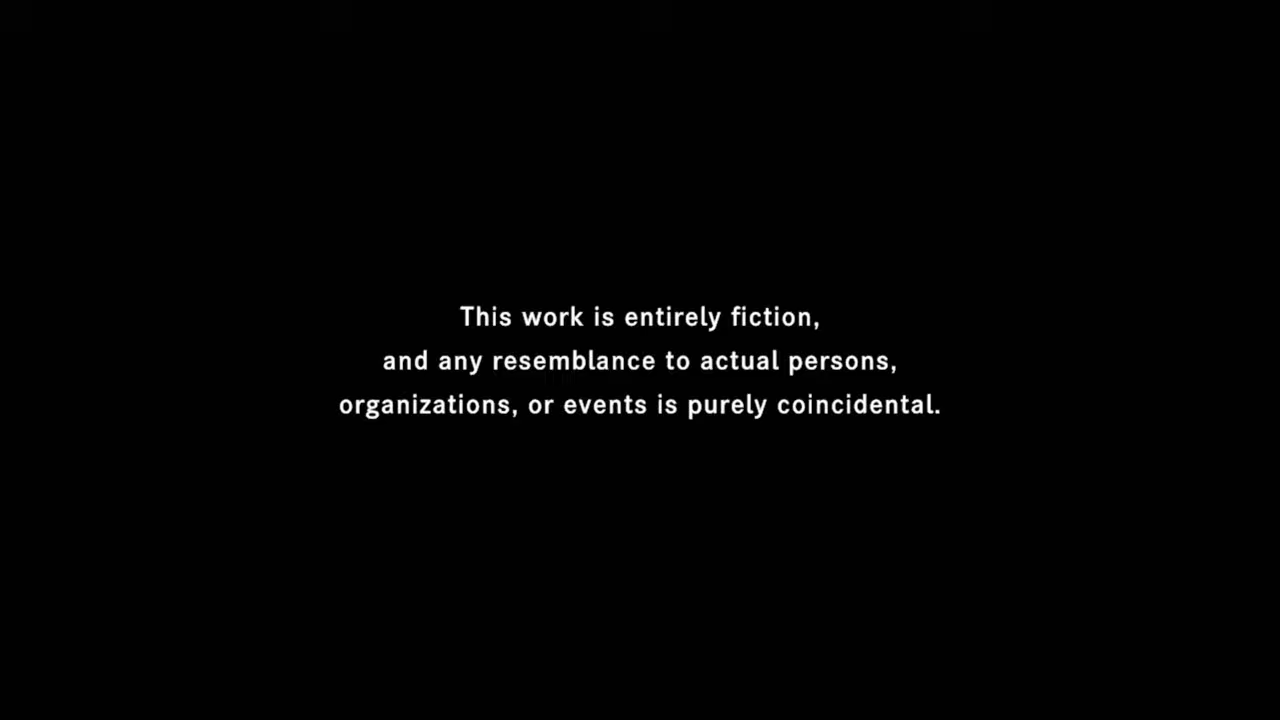 This work is entirely fiction,
and any resemblance to actual persons,
organizations, or events is purely coincidental.